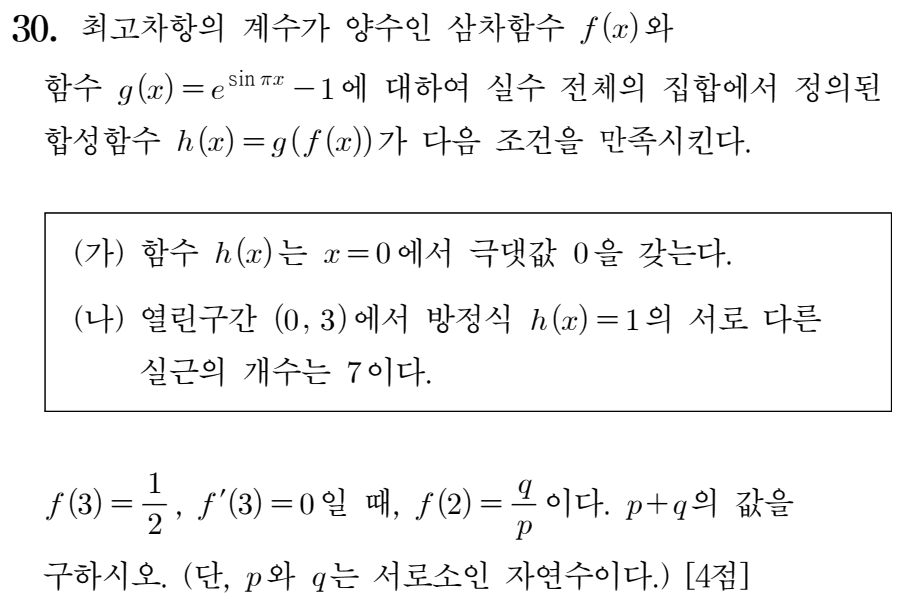 30. 최고차항의 계수가 양수인 삼차함수 f(x)와
함수 g(x)=e^{sin πx}−1에 대하여 실수 전체의 집합에서 정의된
합성함수 h(x)=g(f(x))가 다음 조건을 만족시킨다.
(가) 함수 h(x)는 x=0에서 극댓값 0을 갖는다.
(나) 열린구간 (0, 3)에서 방정식 h(x)=1의 서로 다른
실근의 개수는 7이다.
f(3)=1/2, f′(3)=0일 때, f(2)=q/p이다. p+q의 값을
구하시오. (단, p와 q는 서로소인 자연수이다.) [4점]